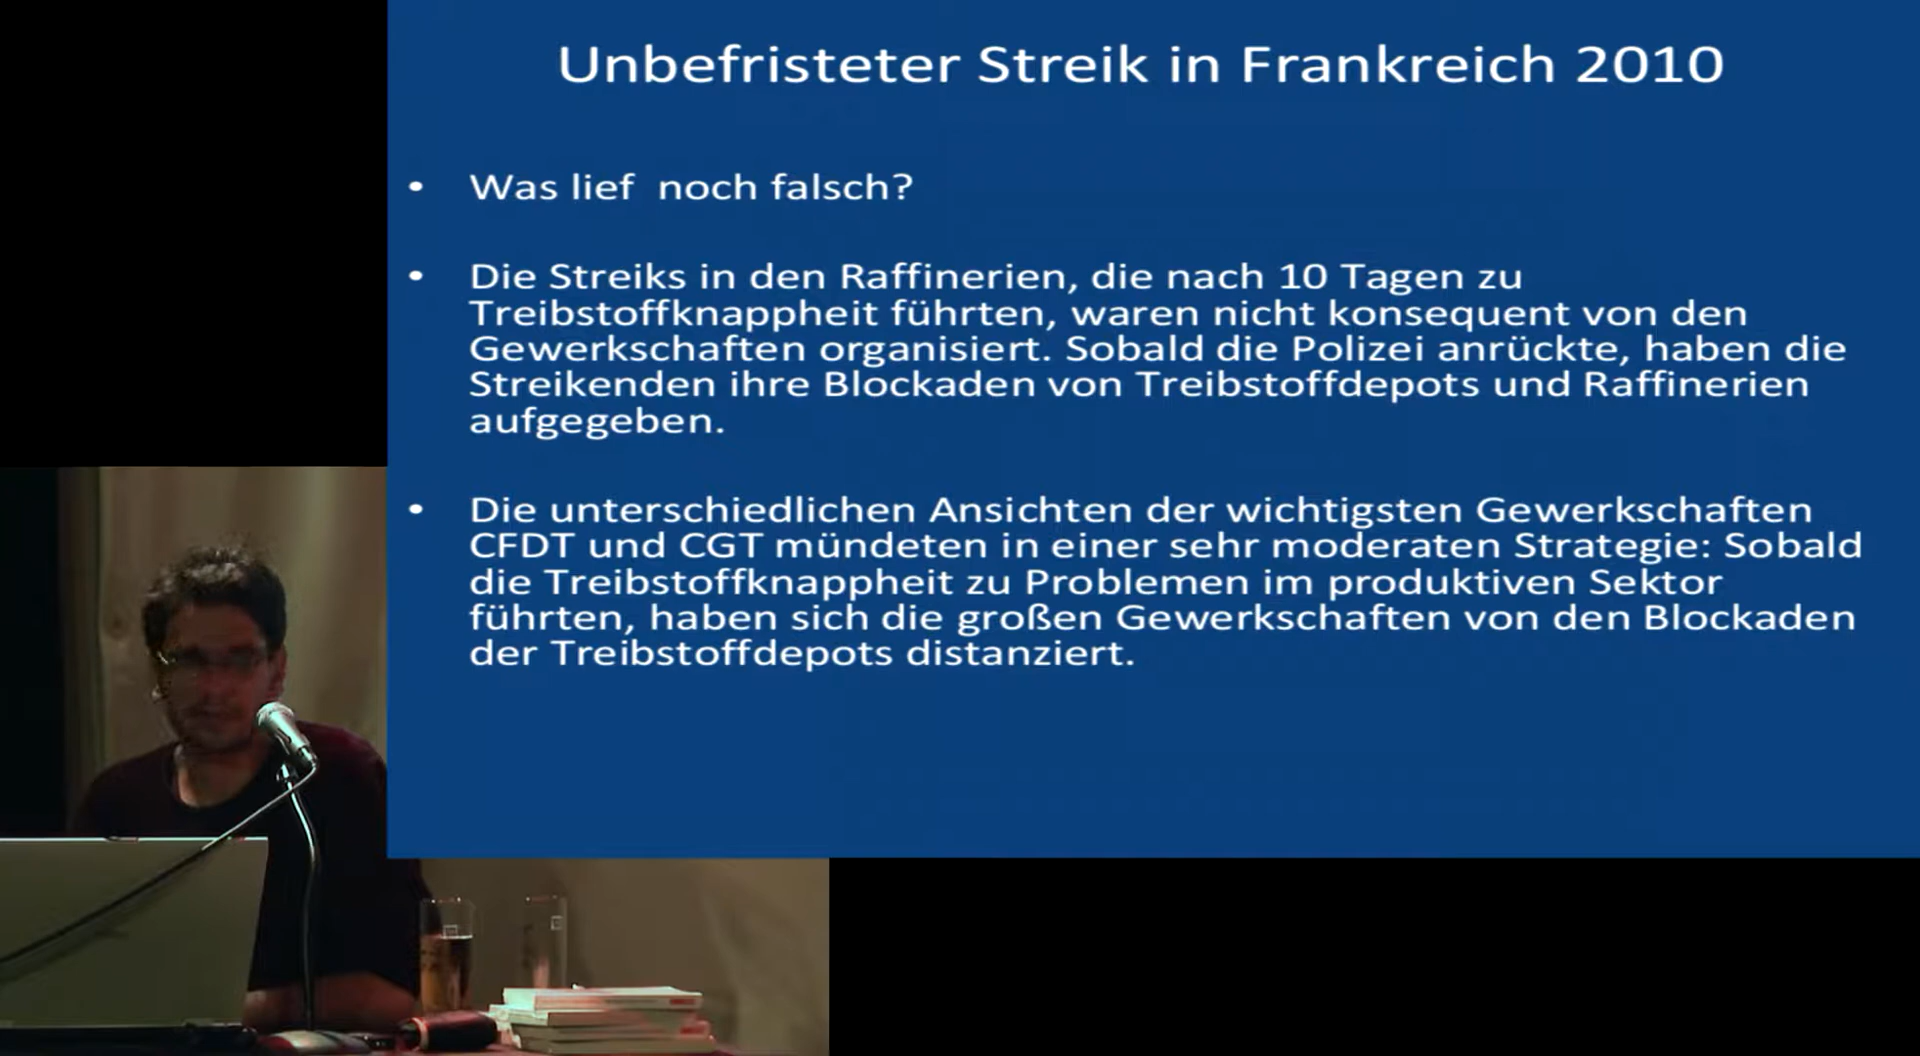 Unbefristeter Streik in Frankreich 2010
• Was lief noch falsch?
• Die Streiks in den Raffinerien, die nach 10 Tagen zu
Treibstoffknappheit führten, waren nicht konsequent von den
Gewerkschaften organisiert. Sobald die Polizei anrückte, haben die
Streikenden ihre Blockaden von Treibstoffdepots und Raffinerien
aufgegeben.
• Die unterschiedlichen Ansichten der wichtigsten Gewerkschaften
CFDT und CGT mündeten in einer sehr moderaten Strategie: Sobald
die Treibstoffknappheit zu Problemen im produktiven Sektor
führten, haben sich die großen Gewerkschaften von den Blockaden
der Treibstoffdepots distanziert.